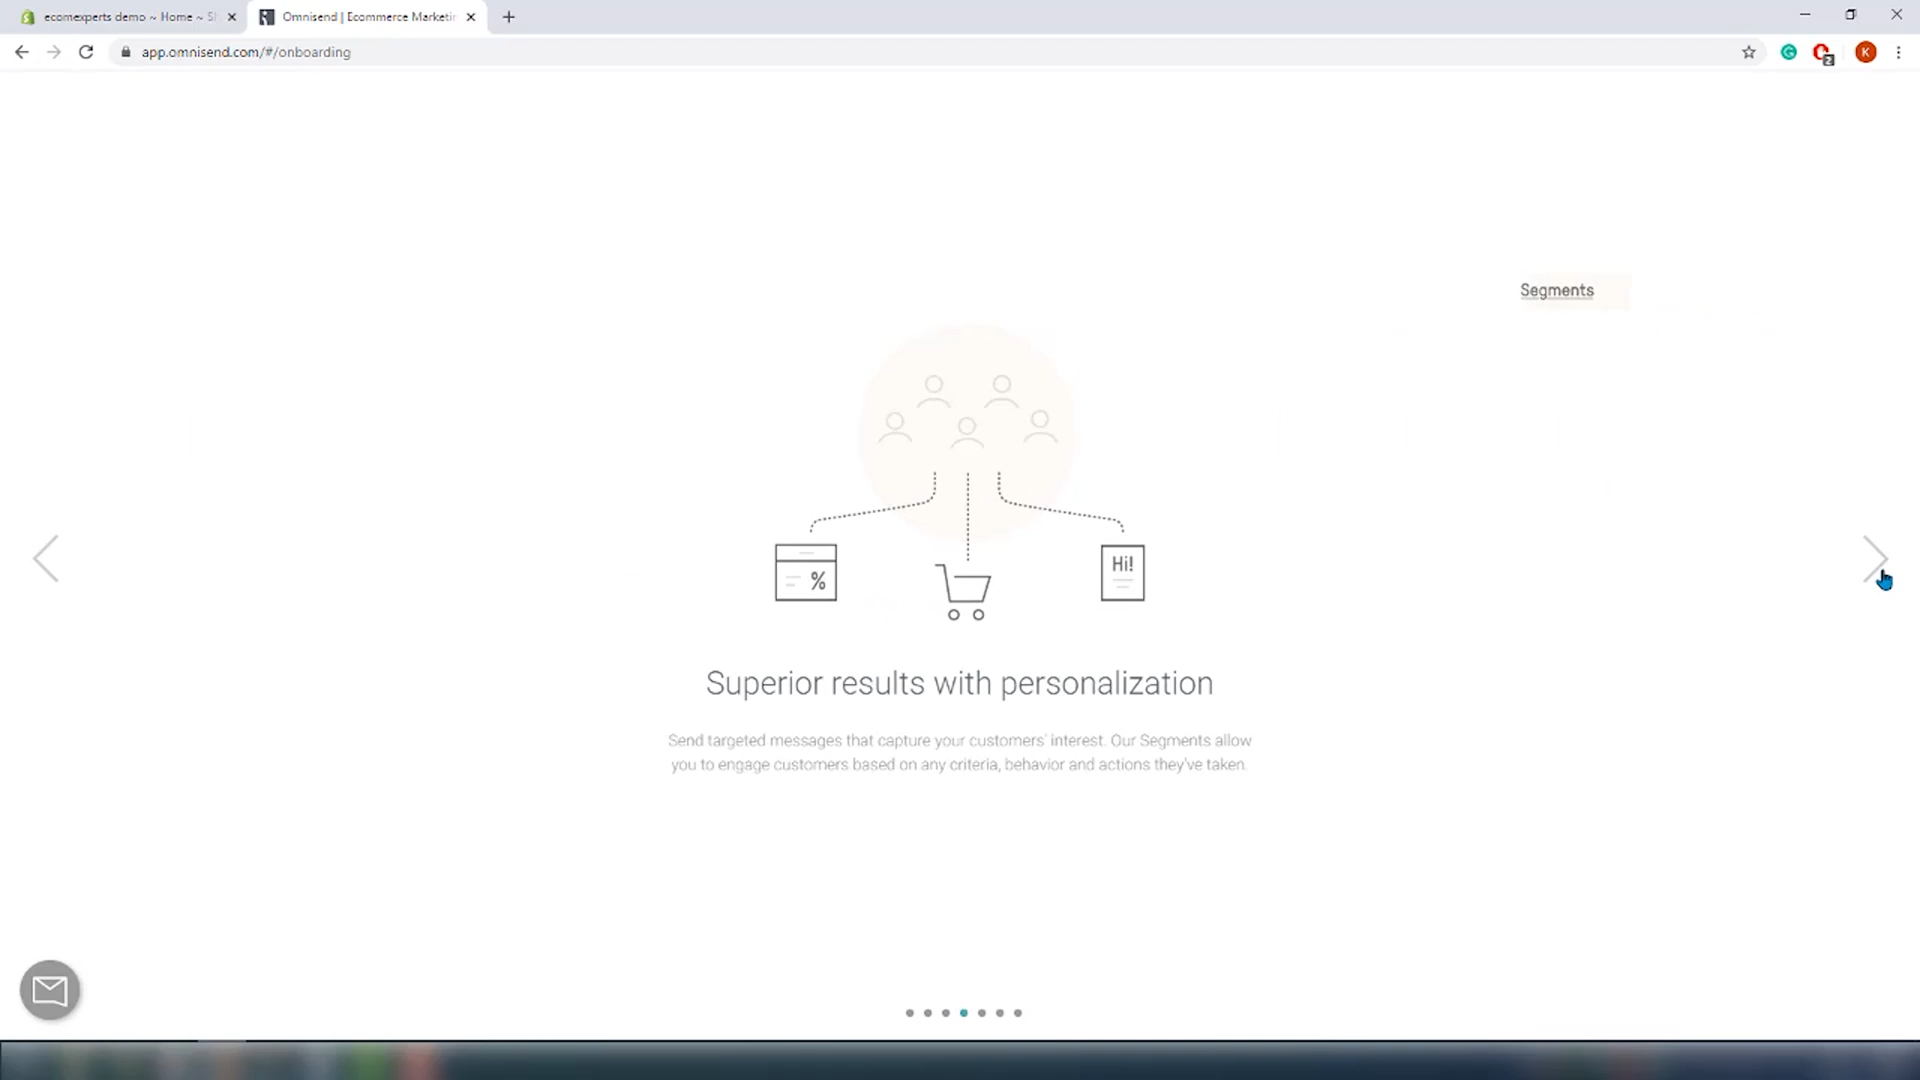 ecomexperts demo ~ Home ~ S
Omnisend | Ecommerce Marketin
app.omnisend.com/#/onboarding
2
K
Segments
%
Hi!
Superior results with personalization
Send targeted messages that capture your customers' interest. Our Segments allow
you to engage customers based on any criteria, behavior and actions they've taken.